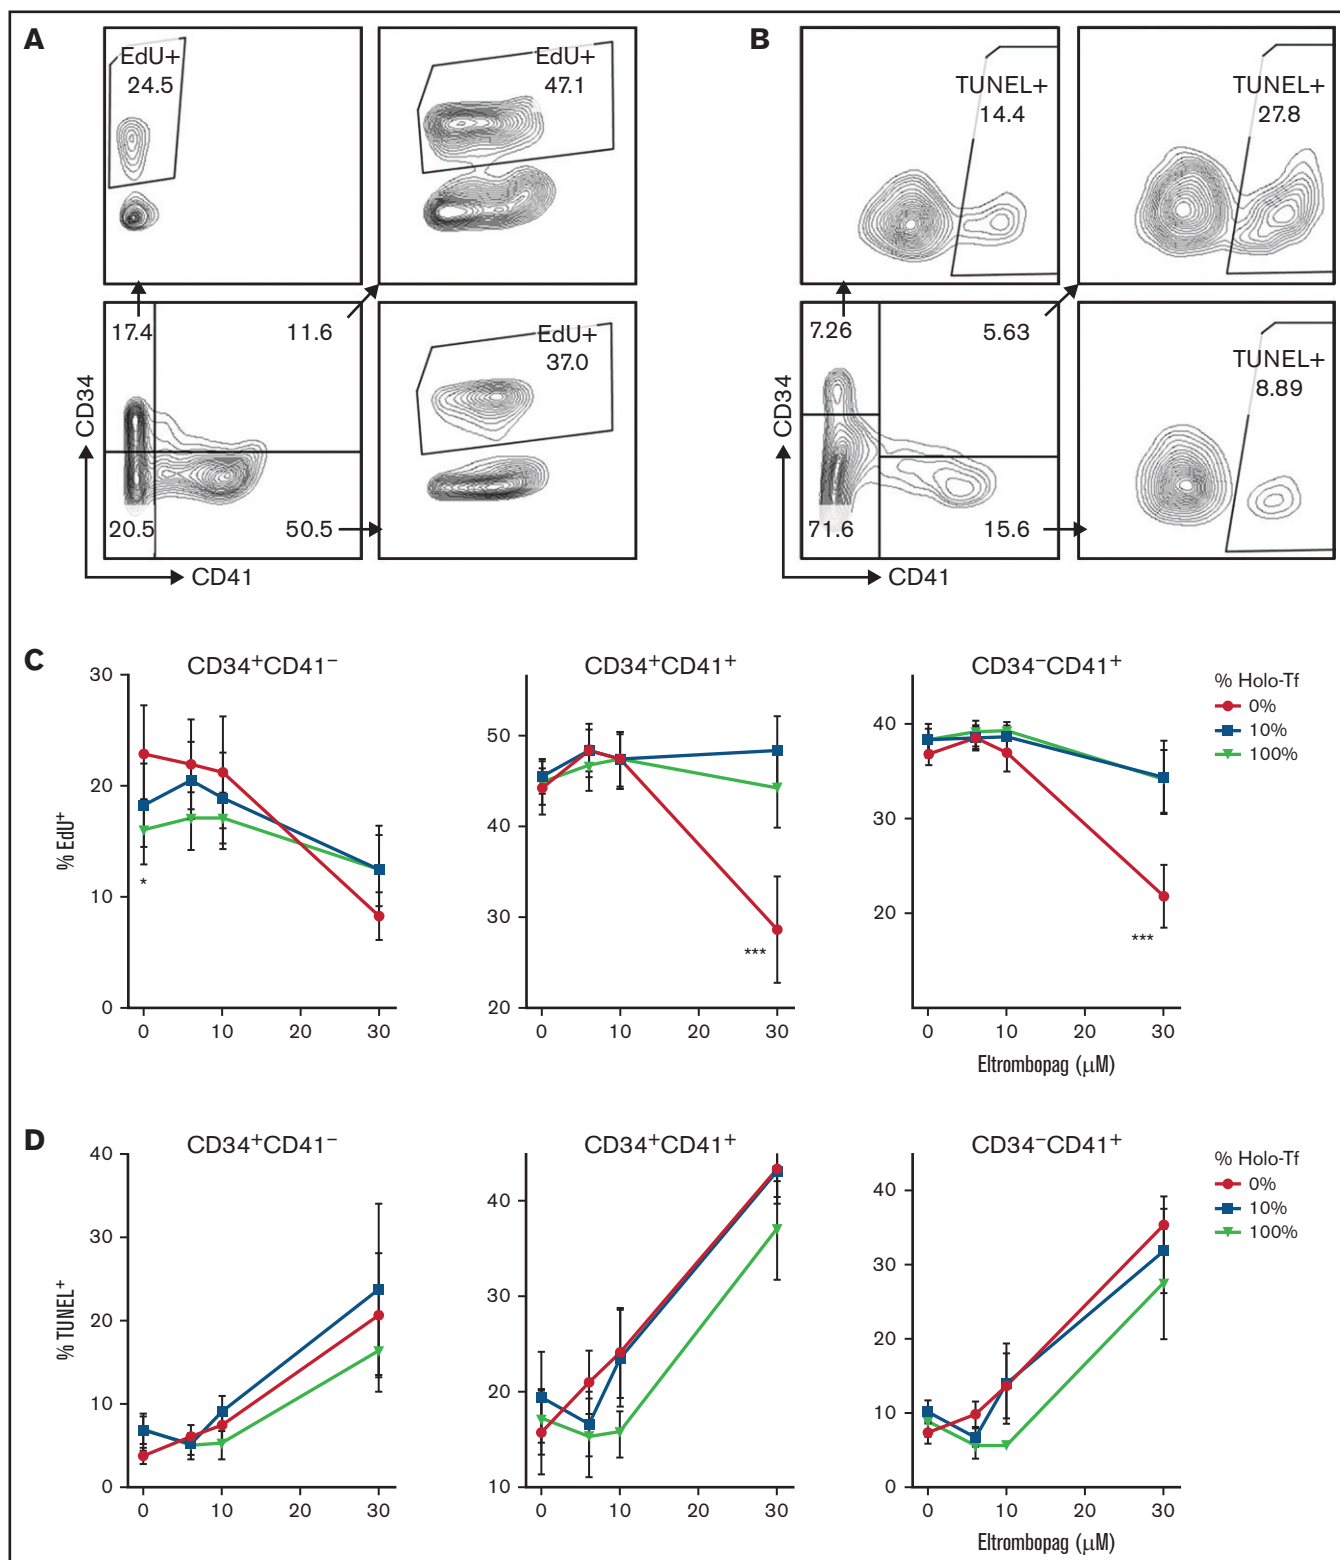 A
EdU+
24.5
EdU+
47.1
17.4
11.6
EdU+
37.0
20.5
50.5
CD34
CD41
B
TUNEL+
14.4
TUNEL+
27.8
7.26
5.63
TUNEL+
8.89
71.6
15.6
CD34
CD41
C
CD34⁺CD41⁻
CD34⁺CD41⁺
CD34⁻CD41⁺
% EdU⁺
30
20
10
0
*
0 10 20 30
50
40
30
20
***
0 10 20 30
40
30
20
***
0 10 20 30
Eltrombopag (μM)
% Holo-Tf
0%
10%
100%
D
CD34⁺CD41⁻
CD34⁺CD41⁺
CD34⁻CD41⁺
% TUNEL⁺
40
30
20
10
0
0 10 20 30
40
30
20
10
0 10 20 30
40
30
20
10
0
0 10 20 30
Eltrombopag (μM)
% Holo-Tf
0%
10%
100%